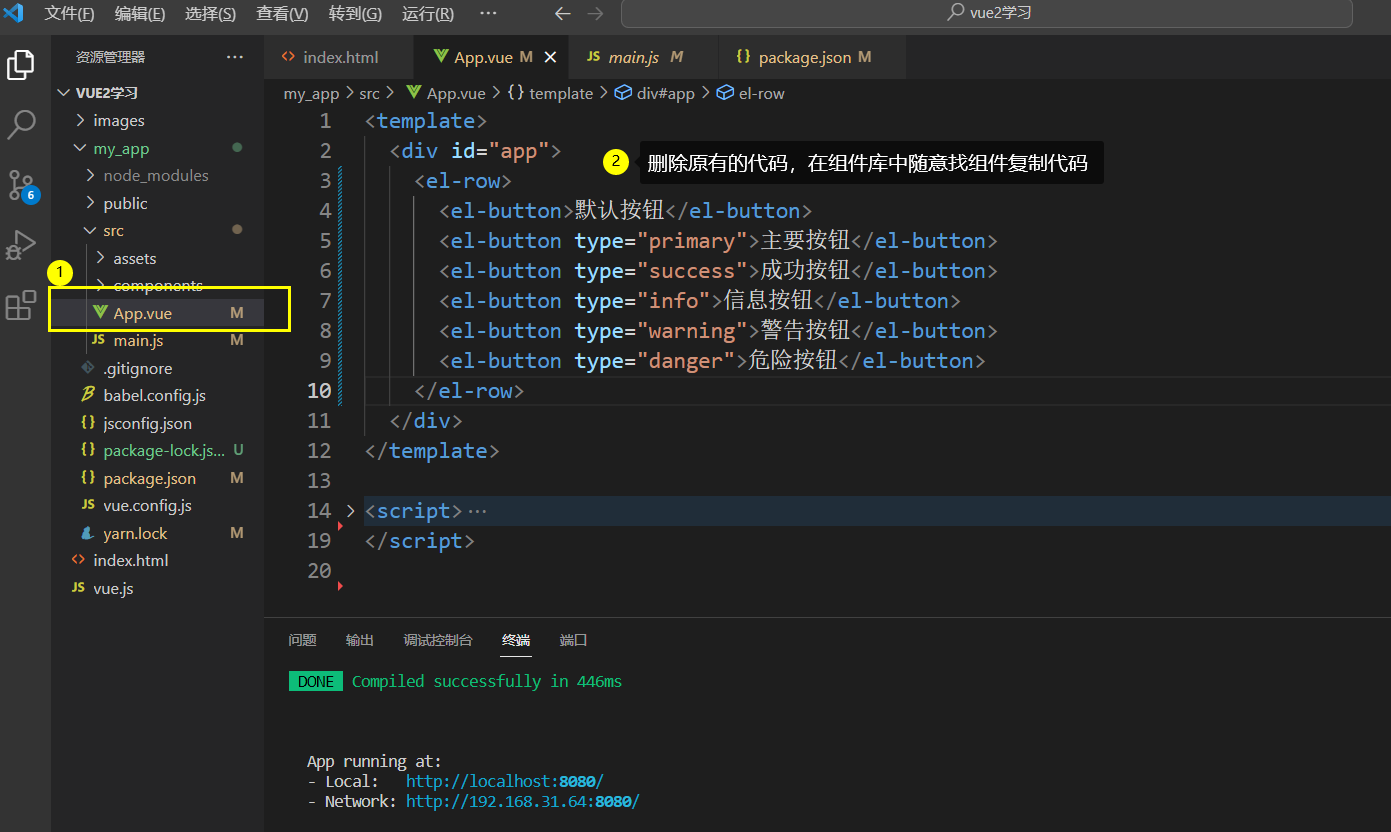 文件(F) 编辑(E) 选择(S) 查看(V) 转到(G) 运行(R) ··· vue2学习
资源管理器 ···
VUE2学习
images
my_app
node_modules
public
src
assets
components
1
App.vue M
main.js M
.gitignore
babel.config.js
jsconfig.json
package-lock.js... U
package.json M
vue.config.js
yarn.lock M
index.html
vue.js
6
index.html App.vue M main.js M package.json M
my_app > src > App.vue > {} template > div#app > el-row
1 <template>
2 <div id="app">
2 删除原有的代码，在组件库中随意找组件复制代码
3 <el-row>
4 <el-button>默认按钮</el-button>
5 <el-button type="primary">主要按钮</el-button>
6 <el-button type="success">成功按钮</el-button>
7 <el-button type="info">信息按钮</el-button>
8 <el-button type="warning">警告按钮</el-button>
9 <el-button type="danger">危险按钮</el-button>
10 </el-row>
11 </div>
12 </template>
13
14 <script>···
19 </script>
20
问题 输出 调试控制台 终端 端口
DONE Compiled successfully in 446ms
App running at:
- Local: http://localhost:8080/
- Network: http://192.168.31.64:8080/